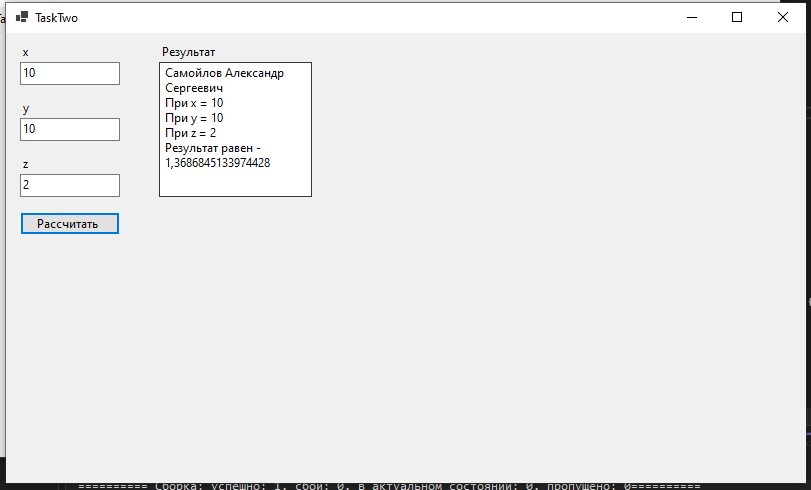 TaskTwo
x
10
y
10
z
2
Рассчитать
Результат
Самойлов Александр
Сергеевич
При x = 10
При y = 10
При z = 2
Результат равен -
1,3686845133974428
========== Сборка: успешно: 1, сбой: 0, в актуальном состоянии: 0, пропущено: 0==========